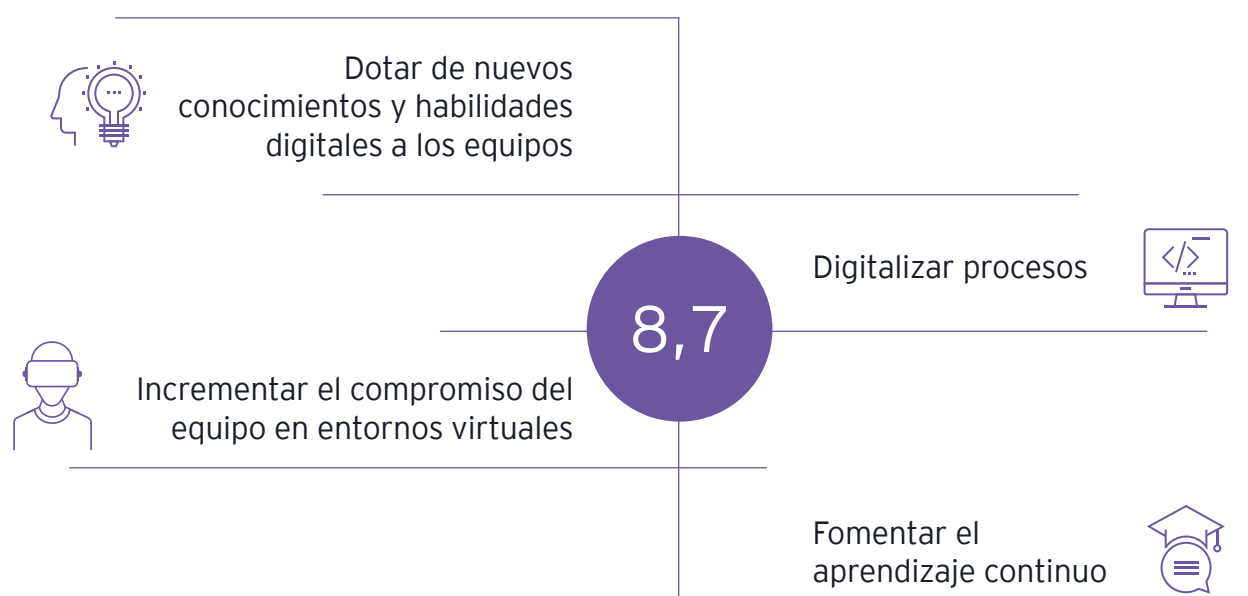 Dotar de nuevos
conocimientos y habilidades
digitales a los equipos
Digitalizar procesos
8,7
Incrementar el compromiso del
equipo en entornos virtuales
Fomentar el
aprendizaje continuo